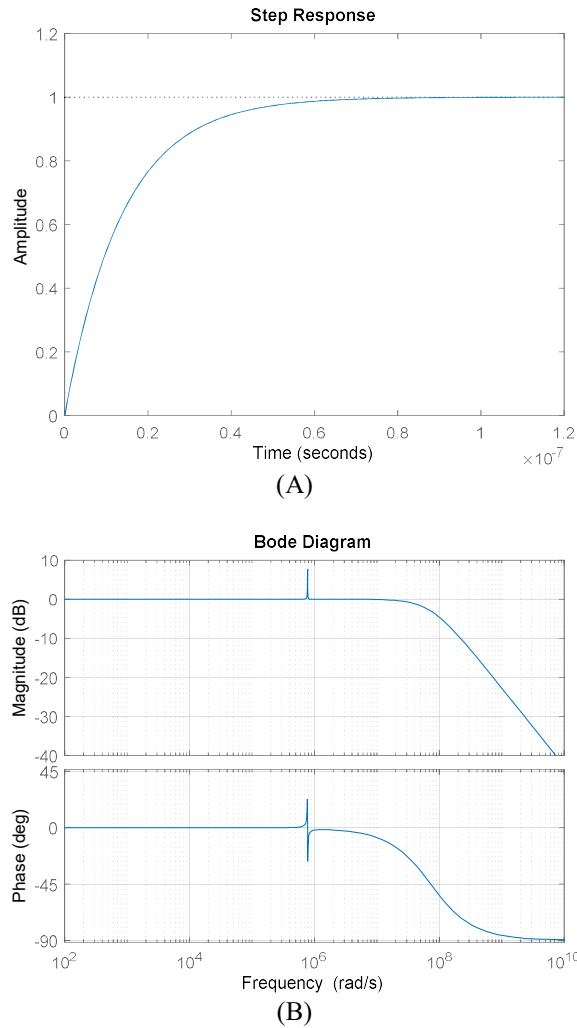 Step Response
1.2
1
0.8
0.6
0.4
0.2
0
Amplitude
0 0.2 0.4 0.6 0.8 1 1.2
Time (seconds)
×10⁻⁷
(A)
Bode Diagram
10
0
-10
-20
-30
-40
Magnitude (dB)
45
0
-45
-90
Phase (deg)
10² 10⁴ 10⁶ 10⁸ 10¹⁰
Frequency (rad/s)
(B)